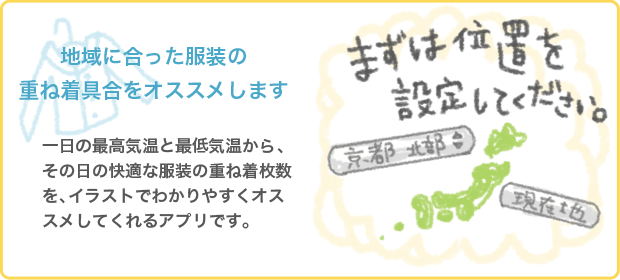 地域に合った服装の
重ね着具合をオススメします
一日の最高気温と最低気温から、
その日の快適な服装の重ね着枚数
を、イラストでわかりやすくオス
スメしてくれるアプリです。
まずは位置を
設定してください。
京都 北部
現在地